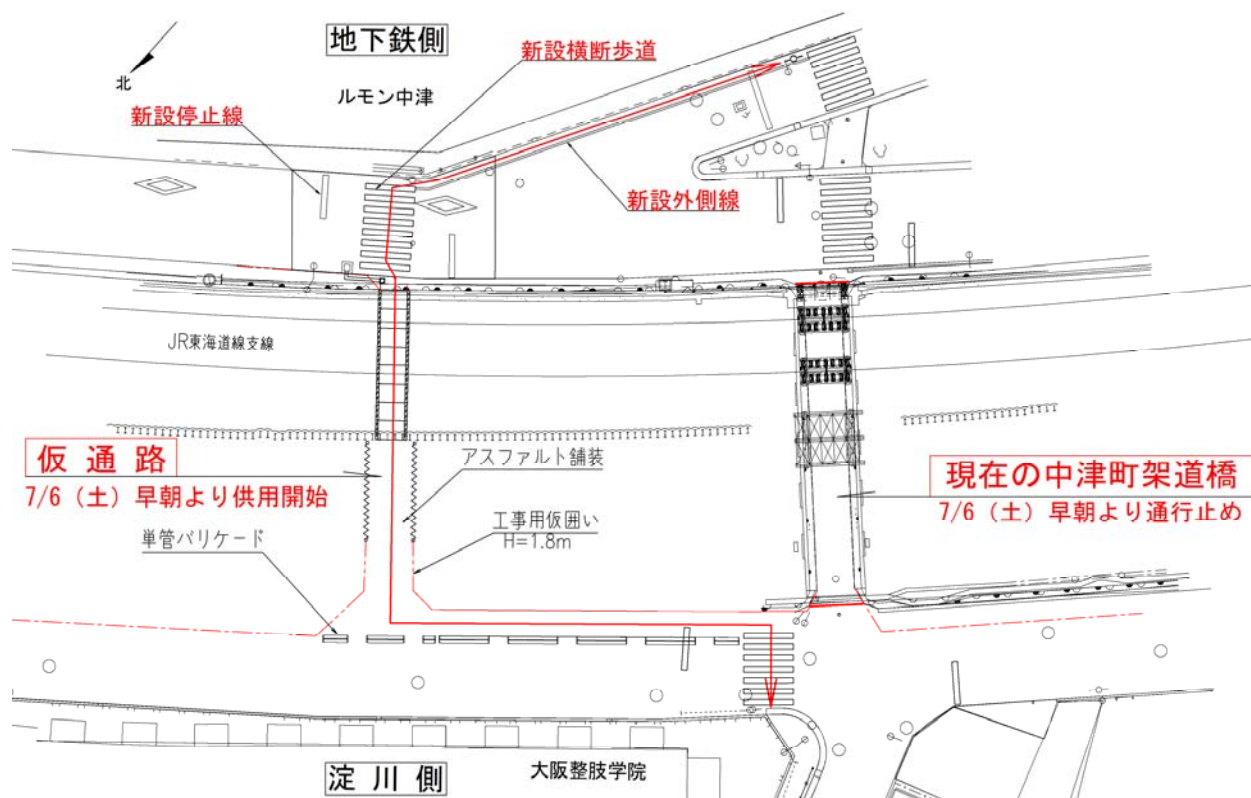 地下鉄側
新設横断歩道
北
ルモン中津
新設停止線
新設外側線
JR東海道線支線
仮通路
7/6（土）早朝より供用開始
アスファルト舗装
現在の中津町架道橋
7/6（土）早朝より通行止め
単管バリケード
工事用仮囲い
H=1.8m
淀川側
大阪整肢学院